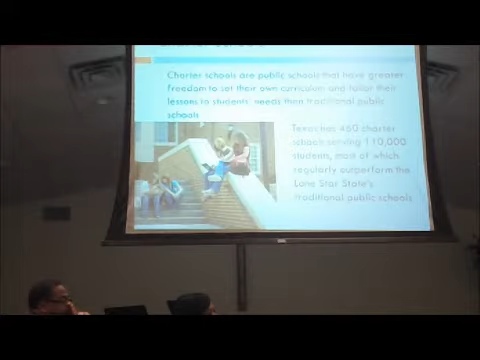 Charter schools are public schools that have greater
freedom to set their own curriculum and tailor their
lessons to students' needs than traditional public
schools
Texas has 460 charter
schools serving 110,000
students, most of which
regularly outperform the
Lone Star State's
traditional public schools